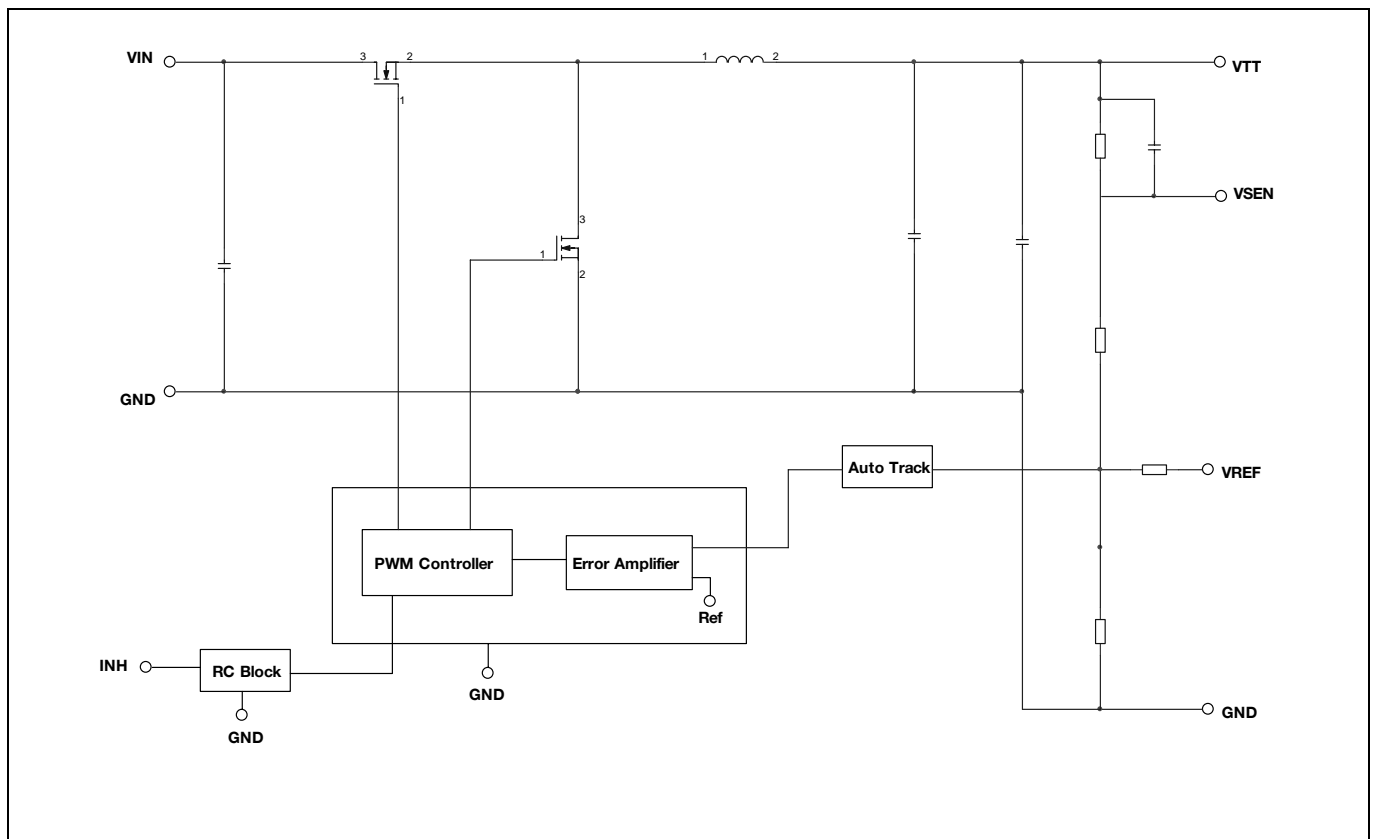 VIN
3
2
1
2
VTT
1
VSEN
3
1
2
GND
Auto Track
VREF
PWM Controller
Error Amplifier
Ref
INH
RC Block
GND
GND
GND